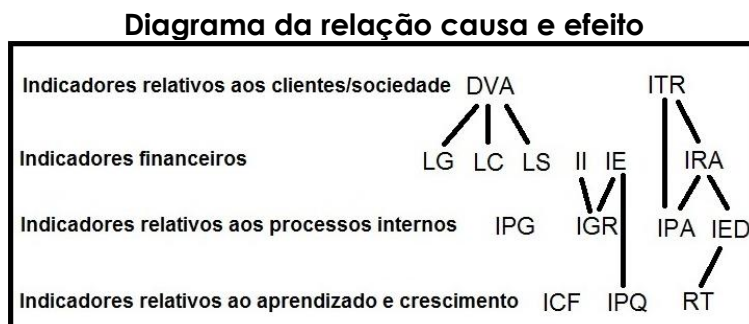 Diagrama da relação causa e efeito
Indicadores relativos aos clientes/sociedade DVA ITR
Indicadores financeiros LG LC LS II IE IRA
Indicadores relativos aos processos internos IPG IGR IPA IED
Indicadores relativos ao aprendizado e crescimento ICF IPQ RT